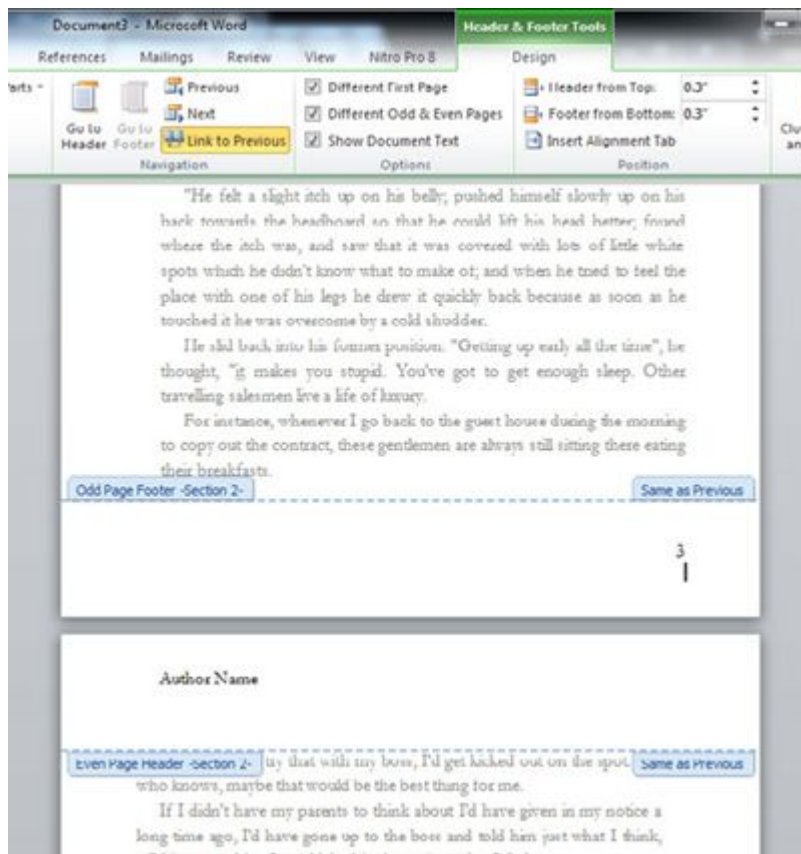 Document3 - Microsoft Word
Header & Footer Tools
References Mailings Review View Nitro Pro 8 Design
arts
Go to Header
Go to Footer
Previous
Next
Link to Previous
Navigation
Different First Page
Different Odd & Even Pages
Show Document Text
Options
Header from Top: 0.3"
Footer from Bottom: 0.3"
Insert Alignment Tab
Position
"He felt a slight itch up on his belly; pushed himself slowly up on his
back towards the headboard so that he could lift his head better; found
where the itch was, and saw that it was covered with lots of little white
spots which he didn't know what to make of; and when he tried to feel the
place with one of his legs he drew it quickly back because as soon as he
touched it he was overcome by a cold shudder.
He slid back into his former position. "Getting up early all the time", he
thought, "it makes you stupid. You've got to get enough sleep. Other
travelling salesmen live a life of luxury.
For instance, whenever I go back to the guest house during the morning
to copy out the contract, these gentlemen are always still sitting there eating
their breakfasts.
Odd Page Footer -Section 2- Same as Previous
3
Author Name
Even Page Header -Section 2- Same as Previous
try that with my boss, I'd get kicked out on the spot.
who knows, maybe that would be the best thing for me.
If I didn't have my parents to think about I'd have given in my notice a
long time ago, I'd have gone up to the boss and told him just what I think,